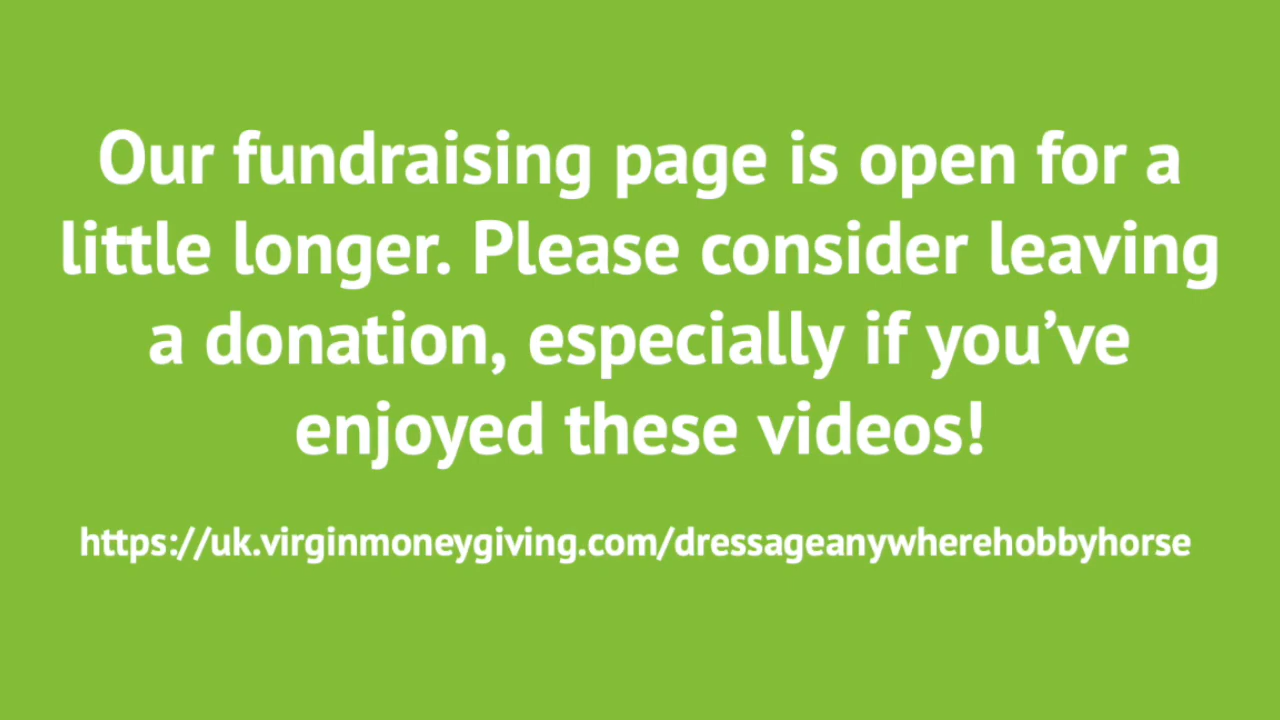 Our fundraising page is open for a
little longer. Please consider leaving
a donation, especially if you’ve
enjoyed these videos!
https://uk.virginmoneygiving.com/dressageanywherehobbyhorse